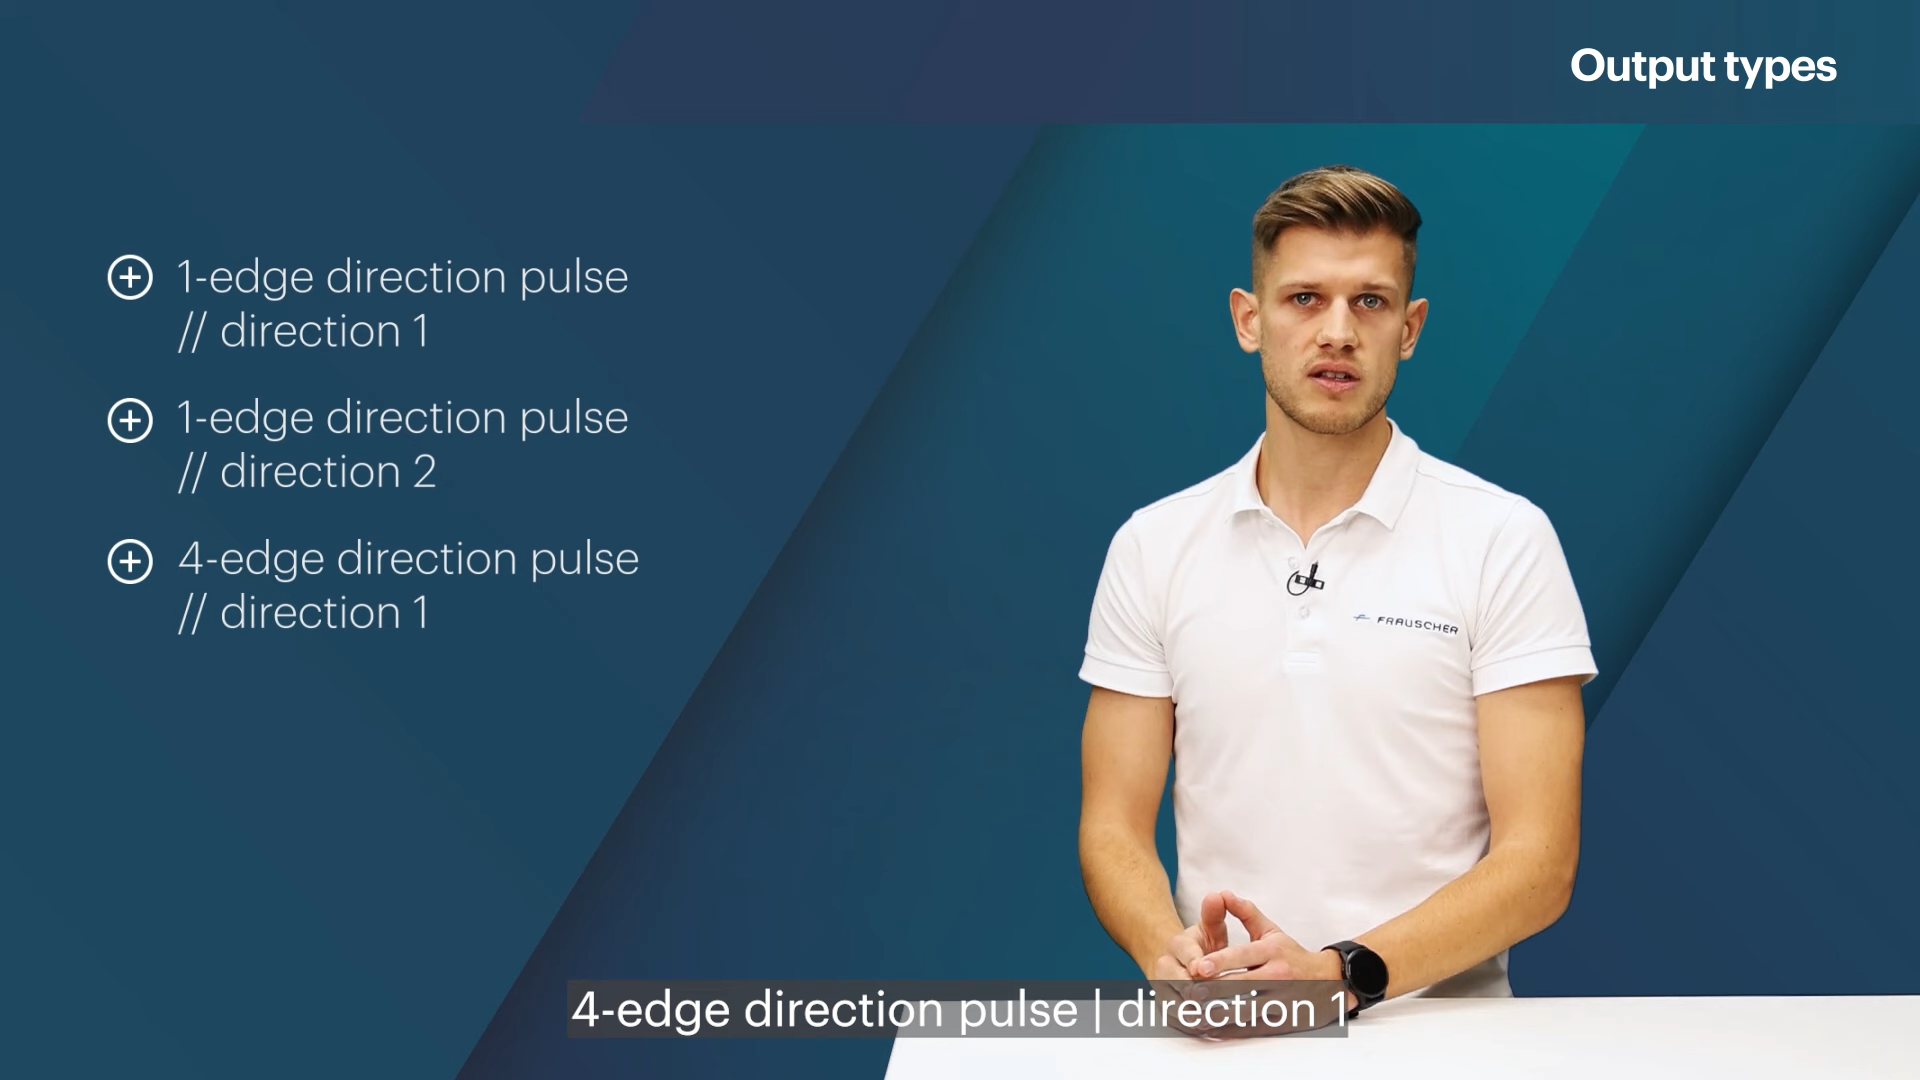 Output types
1-edge direction pulse
// direction 1
1-edge direction pulse
// direction 2
4-edge direction pulse
// direction 1
FRAUSCHER
4-edge direction pulse | direction 1